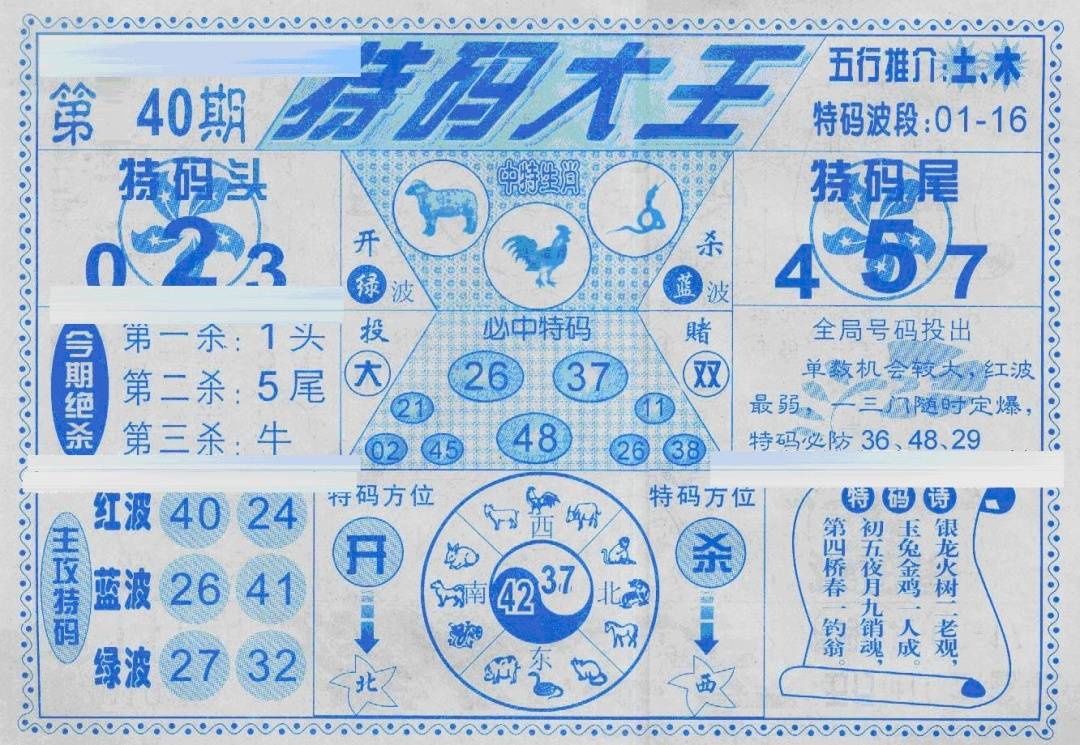 第 40期
特码大王
五行推介:土、木
特码波段:01-16
特码头
0 2 3
中特生肖
开
绿波
杀
蓝波
特码尾
4 5 7
今期绝杀
第一杀:1头
第二杀:5尾
第三杀:牛
投
大
必中特码
26 37
21 11
48
02 45 26 38
赌
双
全局号码投出
单数机会较大,红波
最弱,一三门随时定爆,
特码必防 36、48、29
主攻特码
红波 40 24
蓝波 26 41
绿波 27 32
特码方位
开
北
西
南 42 37 北
东
特码方位
杀
西
特码诗
银龙火树二老观,
玉兔金鸡一人成。
初五夜月九销魂,
第四桥春一钓翁。